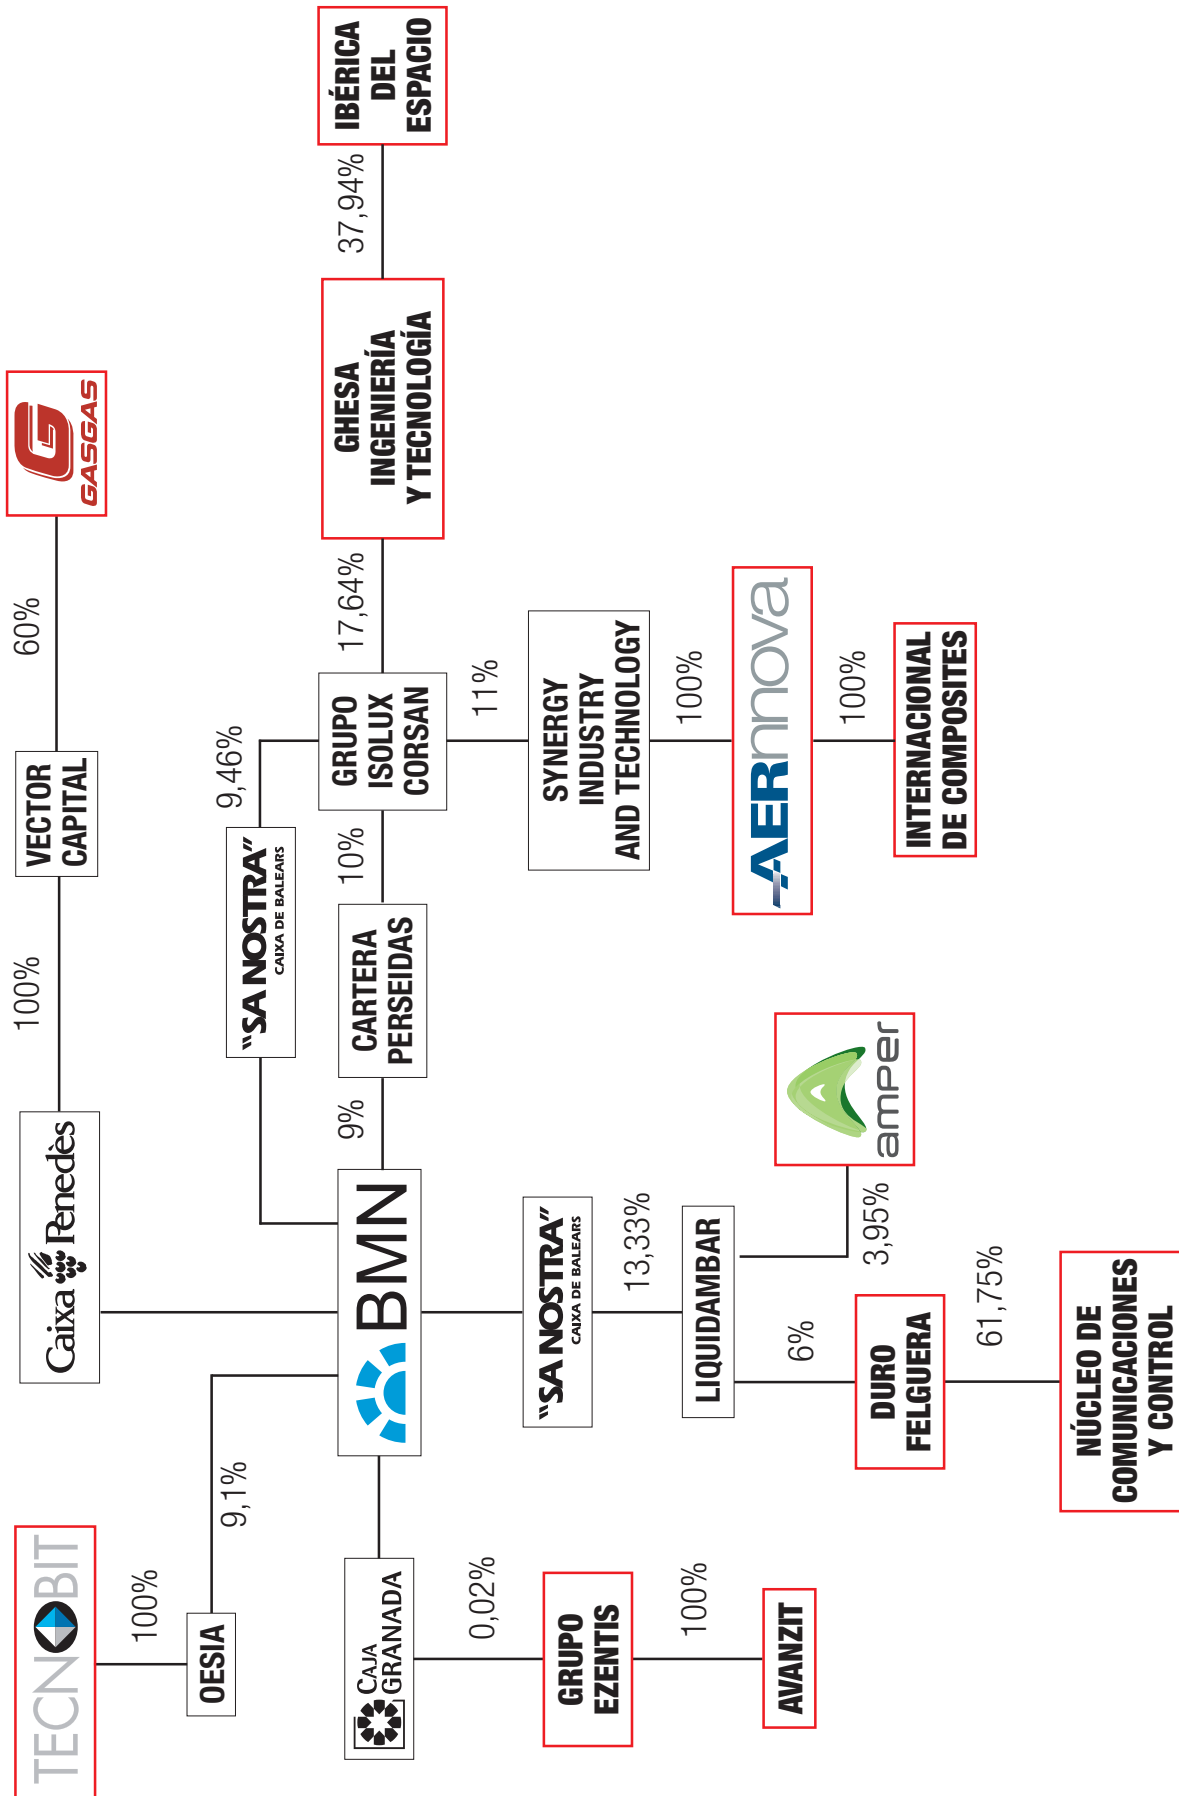 TECNOBIT
100%
OESIA
9,1%
Caixa Penedès
100%
VECTOR
CAPITAL
60%
G
GASGAS
"SA NOSTRA"
CAIXA DE BALEARS
9,46%
CAJA
GRANADA
0,02%
GRUPO
EZENTIS
100%
AVANZIT
BMN
9%
CARTERA
PERSEIDAS
10%
GRUPO
ISOLUX
CORSAN
17,64%
GHESA
INGENIERÍA
Y TECNOLOGÍA
37,94%
IBÉRICA
DEL
ESPACIO
"SA NOSTRA"
CAIXA DE BALEARS
13,33%
LIQUIDAMBAR
6%
3,95%
DURO
FELGUERA
61,75%
NÚCLEO DE
COMUNICACIONES
Y CONTROL
amper
11%
SYNERGY
INDUSTRY
AND TECHNOLOGY
100%
AERnnova
100%
INTERNACIONAL
DE COMPOSITES